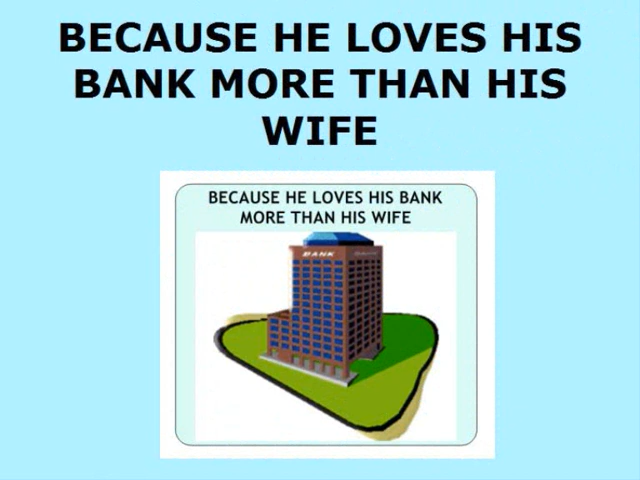 BECAUSE HE LOVES HIS
BANK MORE THAN HIS
WIFE
BECAUSE HE LOVES HIS BANK
MORE THAN HIS WIFE
BANK